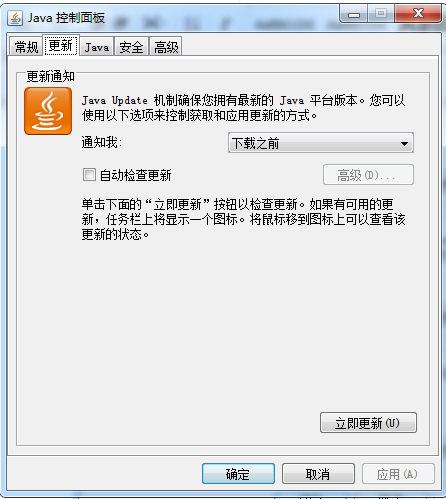 Java 控制面板
常规 更新 Java 安全 高级
更新通知
Java Update 机制确保您拥有最新的 Java 平台版本。您可以
使用以下选项来控制获取和应用更新的方式。
通知我: 下载之前
自动检查更新 高级(D)...
单击下面的“立即更新”按钮以检查更新。如果有可用的更
新，任务栏上将显示一个图标。将鼠标移到图标上可以查看该
更新的状态。
立即更新(U)
确定 取消 应用(A)